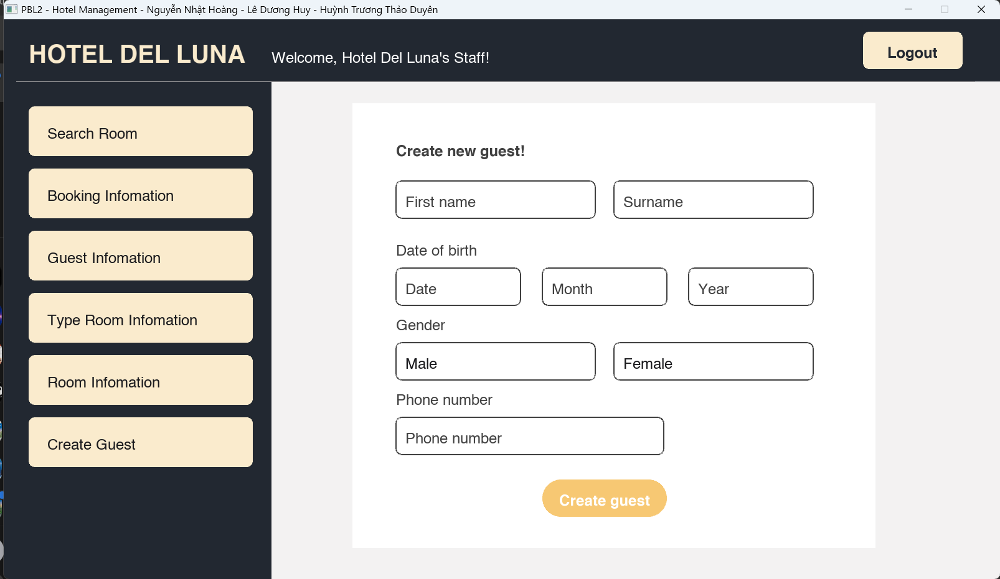 PBL2 - Hotel Management - Nguyễn Nhật Hoàng - Lê Dương Huy - Huỳnh Trương Thảo Duyên
HOTEL DEL LUNA
Welcome, Hotel Del Luna's Staff!
Logout
Search Room
Booking Infomation
Guest Infomation
Type Room Infomation
Room Infomation
Create Guest
Create new guest!
First name
Surname
Date of birth
Date
Month
Year
Gender
Male
Female
Phone number
Phone number
Create guest